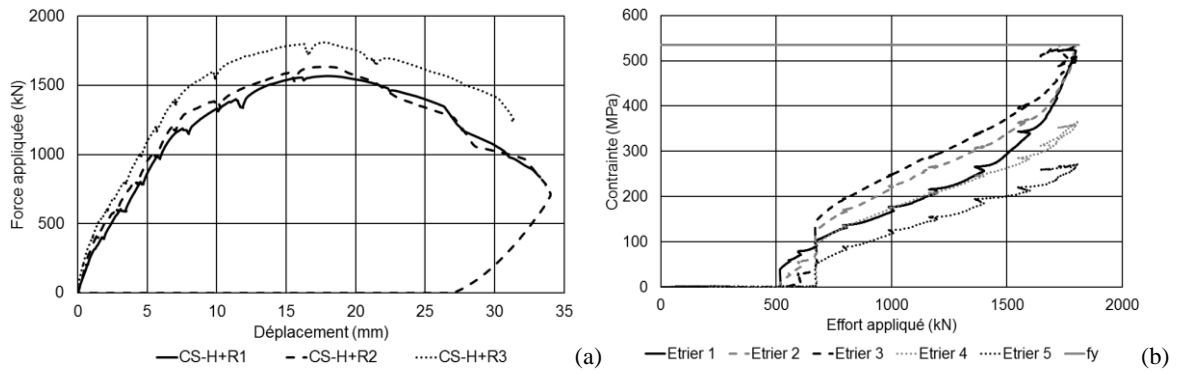 Force appliquée (kN)
2000
1500
1000
500
0
0 5 10 15 20 25 30 35
Déplacement (mm)
CS-H+R1 CS-H+R2 CS-H+R3
(a)
Contrainte (MPa)
600
500
400
300
200
100
0
0 500 1000 1500 2000
Effort appliqué (kN)
Etrier 1 Etrier 2 Etrier 3 Etrier 4 Etrier 5 fy
(b)